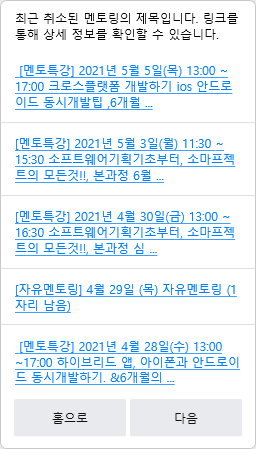 최근 취소된 멘토링의 제목입니다. 링크를
통해 상세 정보를 확인할 수 있습니다.
[멘토특강] 2021년 5월 5일(목) 13:00 ~
17:00 크로스플랫폼 개발하기 ios 안드로
이드 동시개발팁 ,6개월 ...
[멘토특강] 2021년 5월 3일(월) 11:30 ~
15:30 소프트웨어기획기초부터, 소마프젝
트의 모든것!!, 본과정 6월 ...
[멘토특강] 2021년 4월 30일(금) 13:00 ~
16:30 소프트웨어기획기초부터, 소마프젝
트의 모든것!!, 본과정 심 ...
[자유멘토링] 4월 29일 (목) 자유멘토링 (1
자리 남음)
[멘토특강] 2021년 4월 28일(수) 13:00
~17:00 하이브리드 앱, 아이폰과 안드로이
드 동시개발하기. &6개월의 ...
홈으로
다음